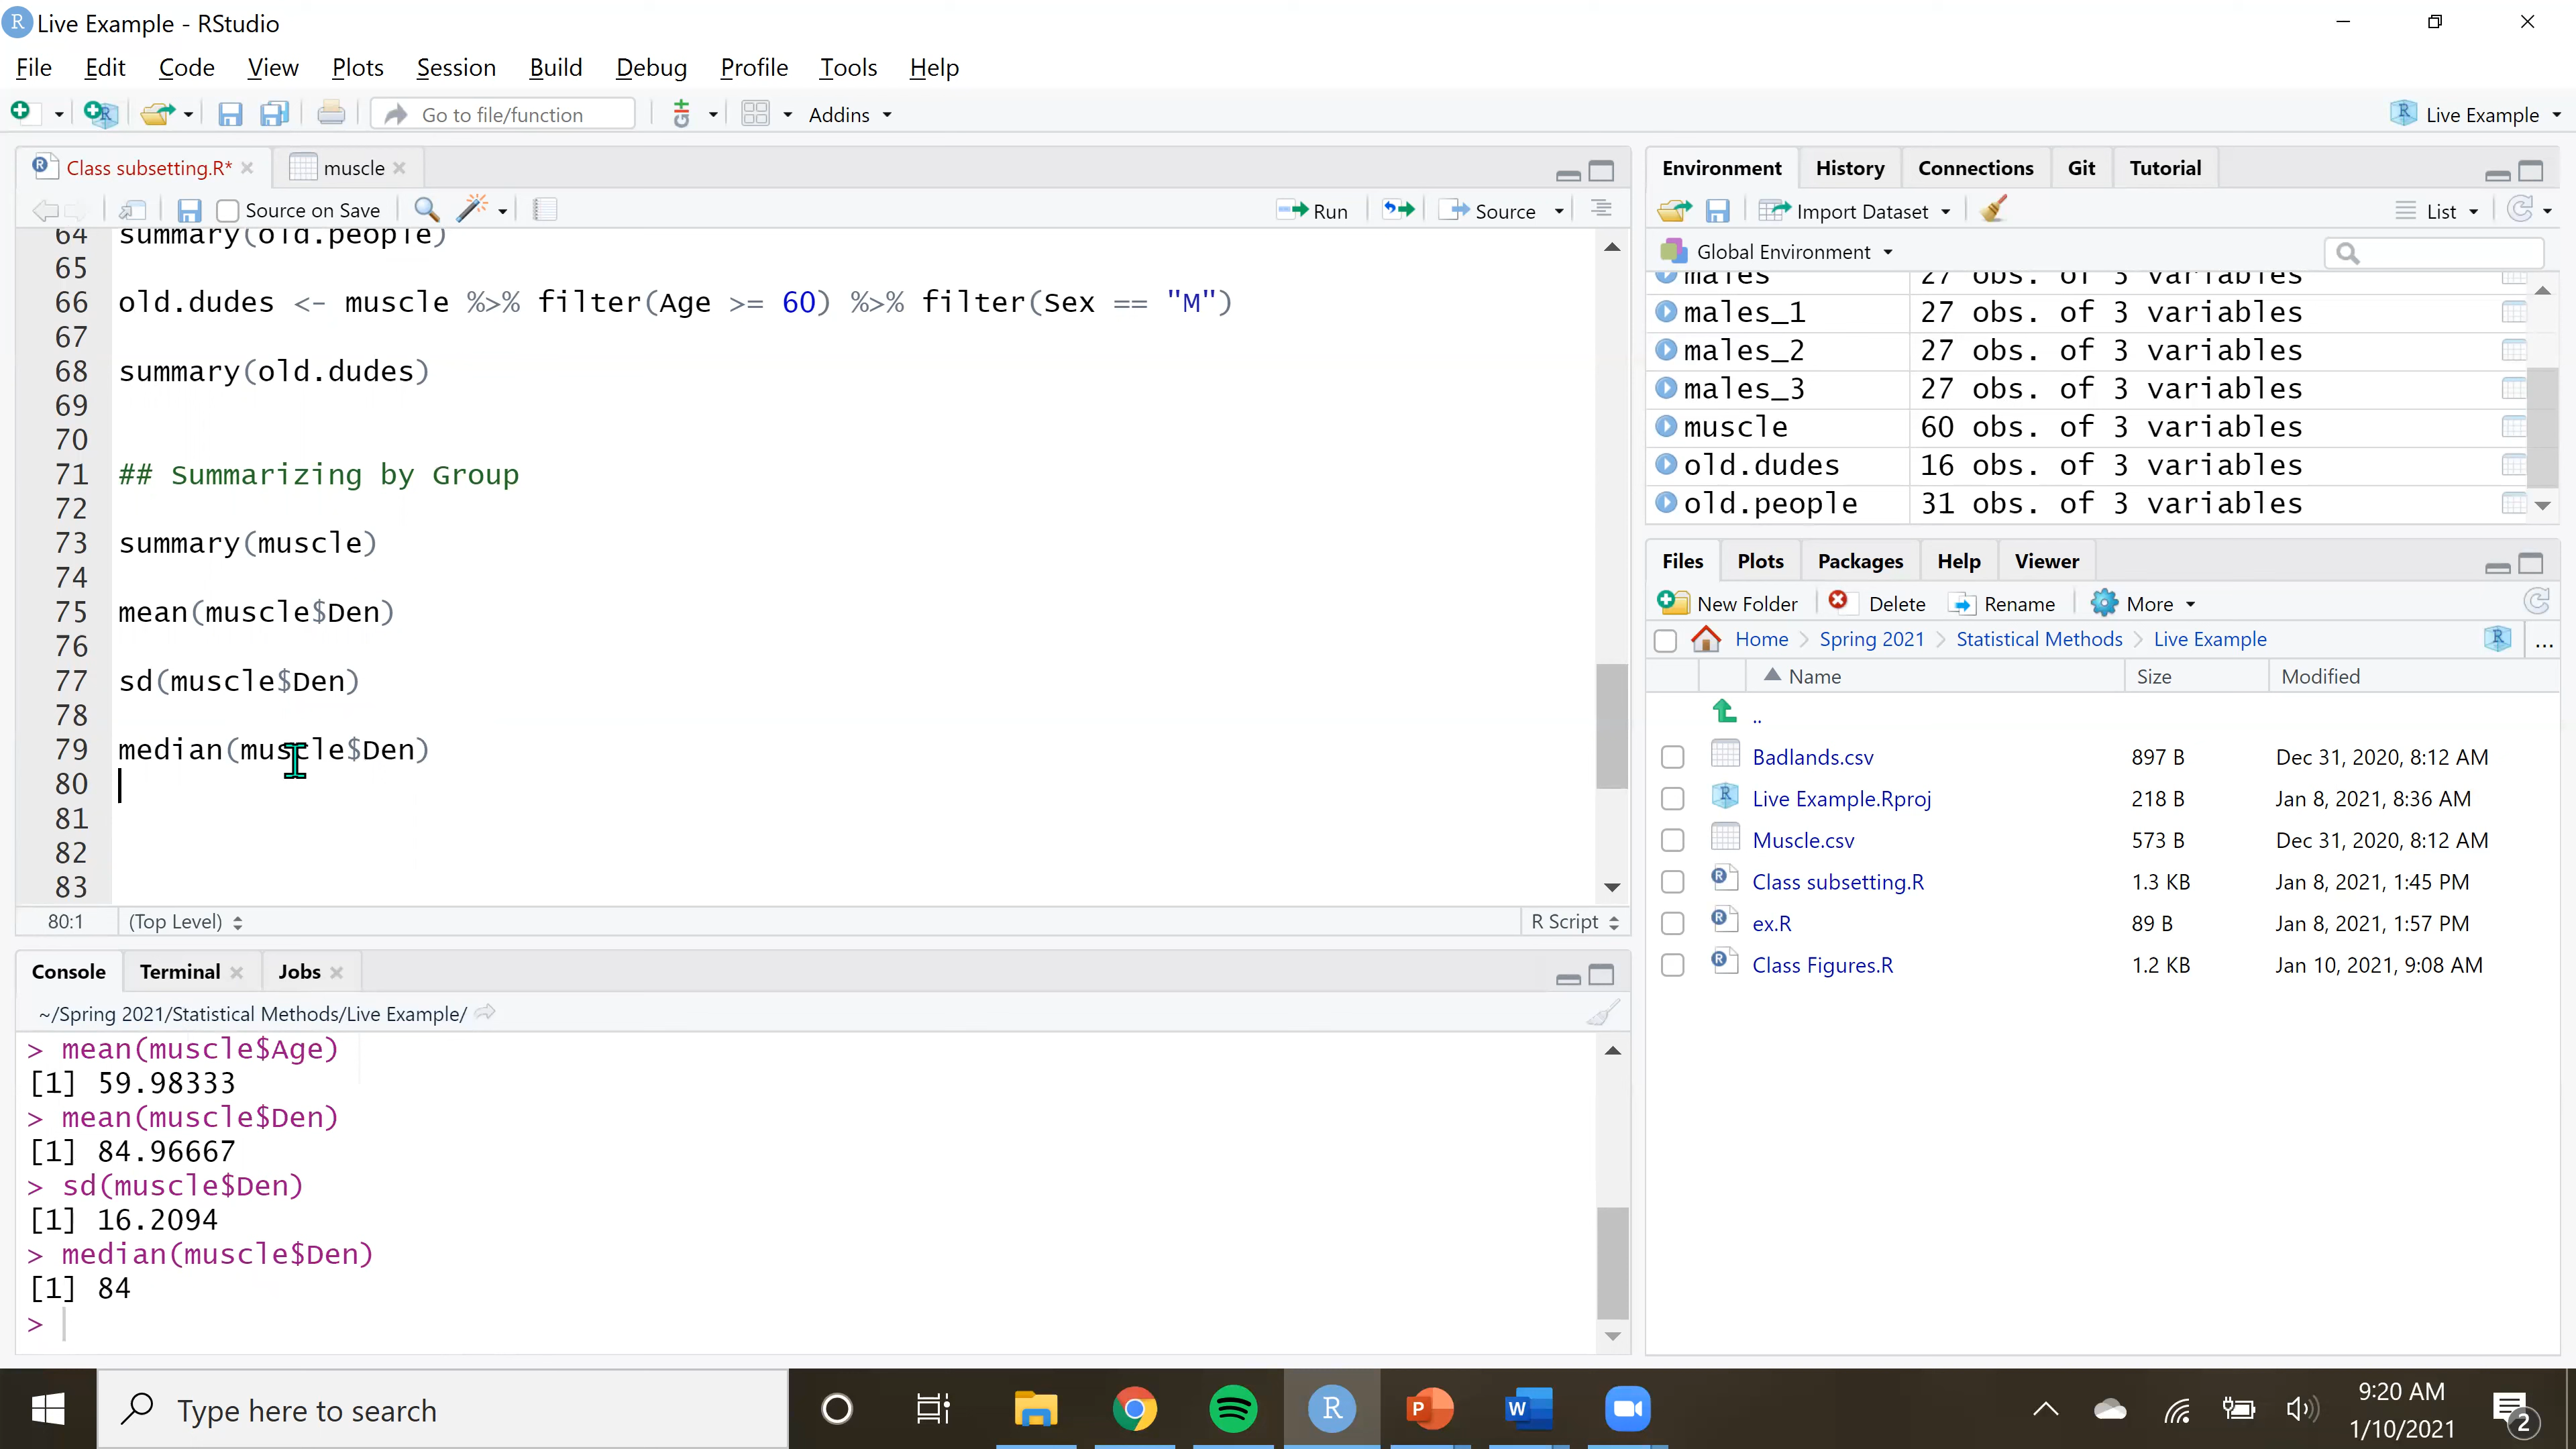 Live Example - RStudio
File Edit Code View Plots Session Build Debug Profile Tools Help
Go to file/function Addins Live Example
Class subsetting.R* muscle
Source on Save Run Source
64 summary(old.people)
65
66 old.dudes <- muscle %>% filter(Age >= 60) %>% filter(Sex == "M")
67
68 summary(old.dudes)
69
70
71 ## Summarizing by Group
72
73 summary(muscle)
74
75 mean(muscle$Den)
76
77 sd(muscle$Den)
78
79 median(muscle$Den)
80
81
82
83
80:1 (Top Level) R Script
Console Terminal Jobs
~/Spring 2021/Statistical Methods/Live Example/
> mean(muscle$Age)
[1] 59.98333
> mean(muscle$Den)
[1] 84.96667
> sd(muscle$Den)
[1] 16.2094
> median(muscle$Den)
[1] 84
>
Environment History Connections Git Tutorial
Import Dataset List
Global Environment
males 27 obs. of 3 variables
males_1 27 obs. of 3 variables
males_2 27 obs. of 3 variables
males_3 27 obs. of 3 variables
muscle 60 obs. of 3 variables
old.dudes 16 obs. of 3 variables
old.people 31 obs. of 3 variables
Files Plots Packages Help Viewer
New Folder Delete Rename More
Home Spring 2021 Statistical Methods Live Example ...
Name Size Modified
..
Badlands.csv 897 B Dec 31, 2020, 8:12 AM
Live Example.Rproj 218 B Jan 8, 2021, 8:36 AM
Muscle.csv 573 B Dec 31, 2020, 8:12 AM
Class subsetting.R 1.3 KB Jan 8, 2021, 1:45 PM
ex.R 89 B Jan 8, 2021, 1:57 PM
Class Figures.R 1.2 KB Jan 10, 2021, 9:08 AM
Type here to search
9:20 AM
1/10/2021
2